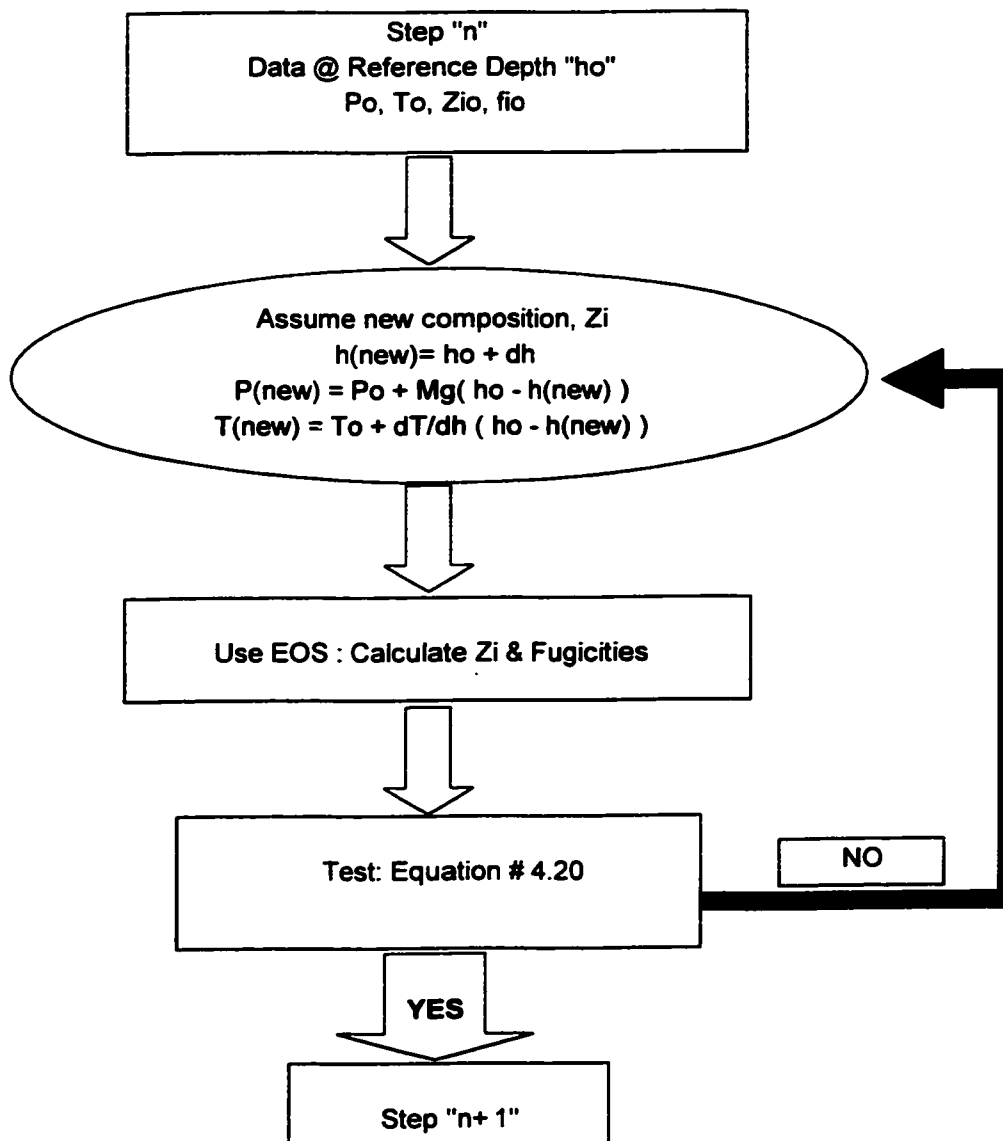 Step "n"
Data @ Reference Depth "ho"
Po, To, Zio, fio
Assume new composition, Zi
h(new)= ho + dh
P(new) = Po + Mg( ho - h(new) )
T(new) = To + dT/dh ( ho - h(new) )
Use EOS : Calculate Zi & Fugicities
Test: Equation # 4.20
NO
YES
Step "n+ 1"